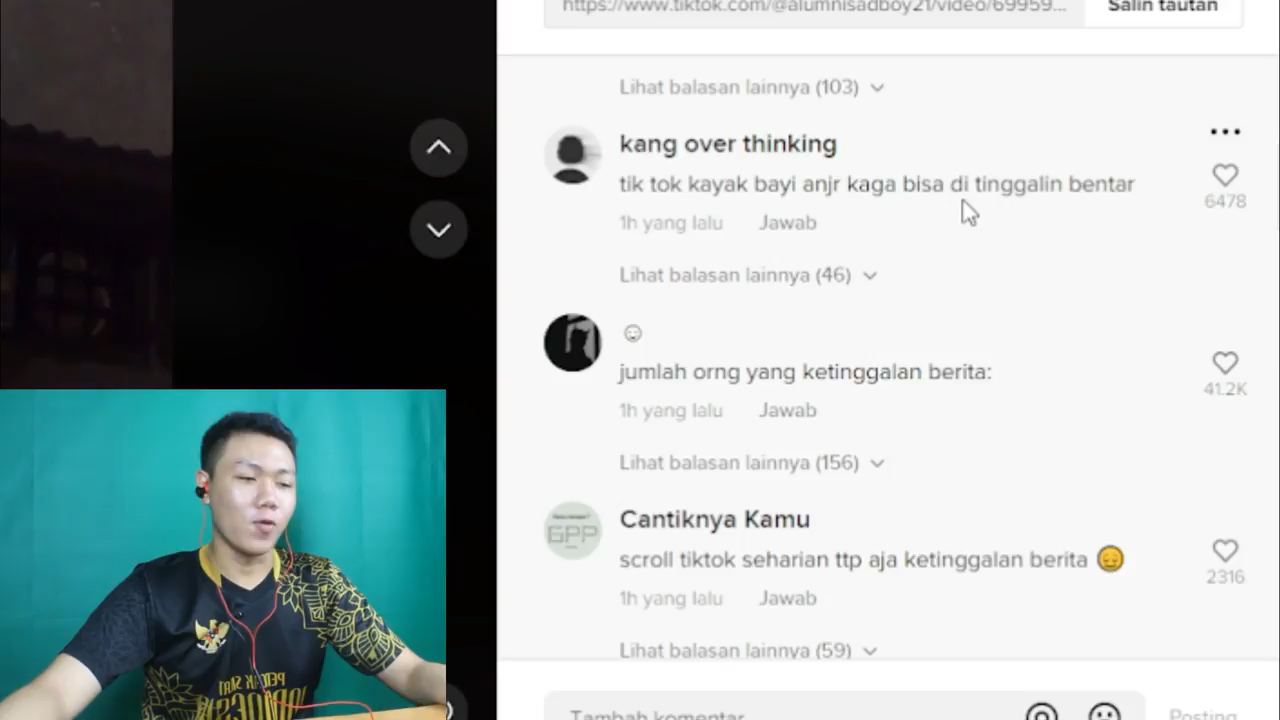 https://www.tiktok.com/@alumnisadboy21/video/69959...
Salin tautan
Lihat balasan lainnya (103)
kang over thinking
tik tok kayak bayi anjr kaga bisa di tinggalin bentar
6478
1h yang lalu Jawab
Lihat balasan lainnya (46)
jumlah orng yang ketinggalan berita:
41.2K
1h yang lalu Jawab
Lihat balasan lainnya (156)
GPP
Cantiknya Kamu
scroll tiktok seharian ttp aja ketinggalan berita 😔
2316
1h yang lalu Jawab
Lihat balasan lainnya (59)
Tambah komentar
Posting